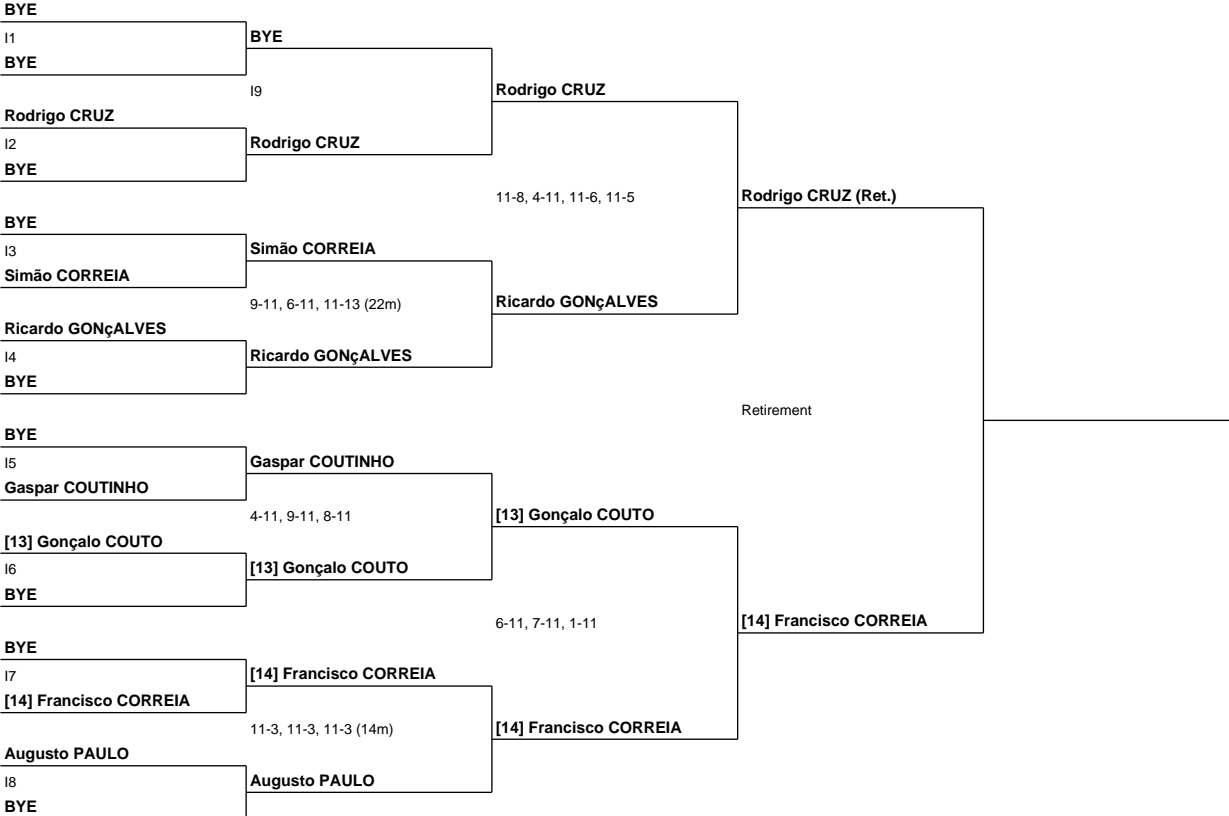 BYE
I1
BYE
BYE
I9
Rodrigo CRUZ
Rodrigo CRUZ
I2
Rodrigo CRUZ
BYE
11-8, 4-11, 11-6, 11-5
Rodrigo CRUZ (Ret.)
BYE
I3
Simão CORREIA
Simão CORREIA
9-11, 6-11, 11-13 (22m)
Ricardo GONçALVES
Ricardo GONçALVES
I4
Ricardo GONçALVES
BYE
Retirement
BYE
I5
Gaspar COUTINHO
Gaspar COUTINHO
4-11, 9-11, 8-11
[13] Gonçalo COUTO
[13] Gonçalo COUTO
I6
[13] Gonçalo COUTO
BYE
6-11, 7-11, 1-11
[14] Francisco CORREIA
BYE
I7
[14] Francisco CORREIA
[14] Francisco CORREIA
11-3, 11-3, 11-3 (14m)
[14] Francisco CORREIA
Augusto PAULO
I8
Augusto PAULO
BYE